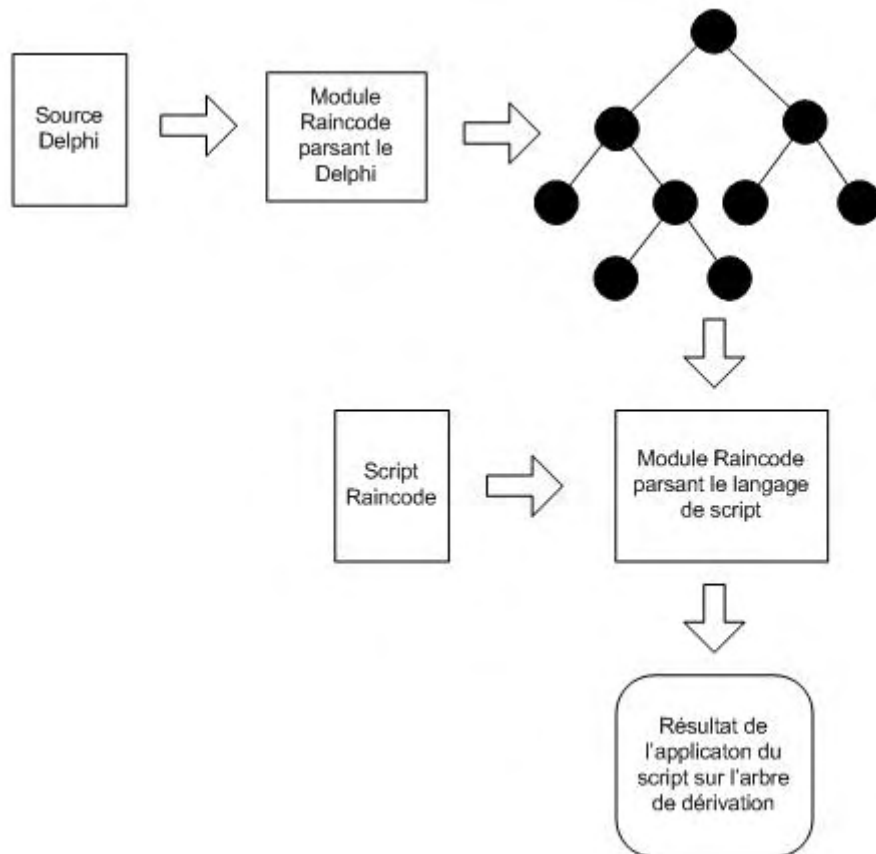 Source
Delphi
Module
Raincode
parsant le
Delphi
Script
Raincode
Module Raincode
parsant le langage
de script
Résultat de
l'applicaton du
script sur l'arbre
de dérivation